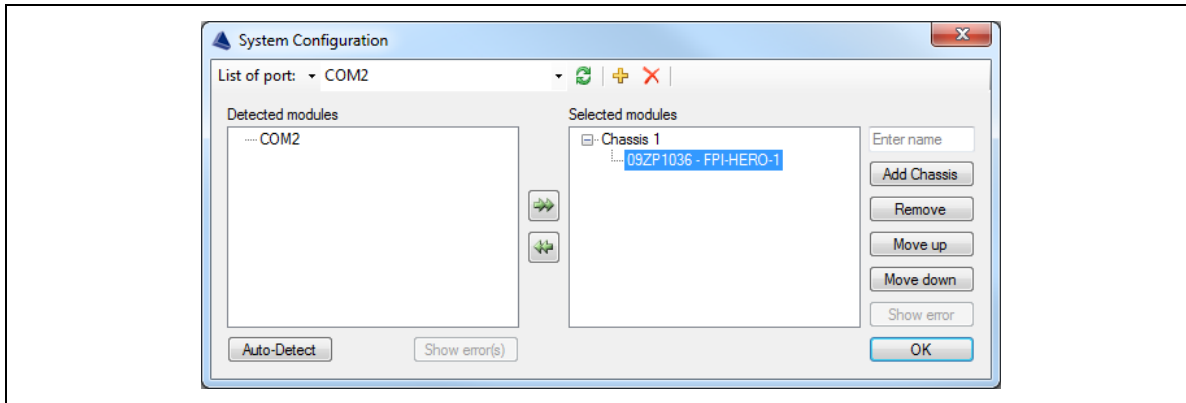 System Configuration
List of port: COM2
Detected modules
COM2
Selected modules
Chassis 1
09ZP1036 - FPI-HERO-1
Enter name
Add Chassis
Remove
Move up
Move down
Show error
Auto-Detect
Show error(s)
OK